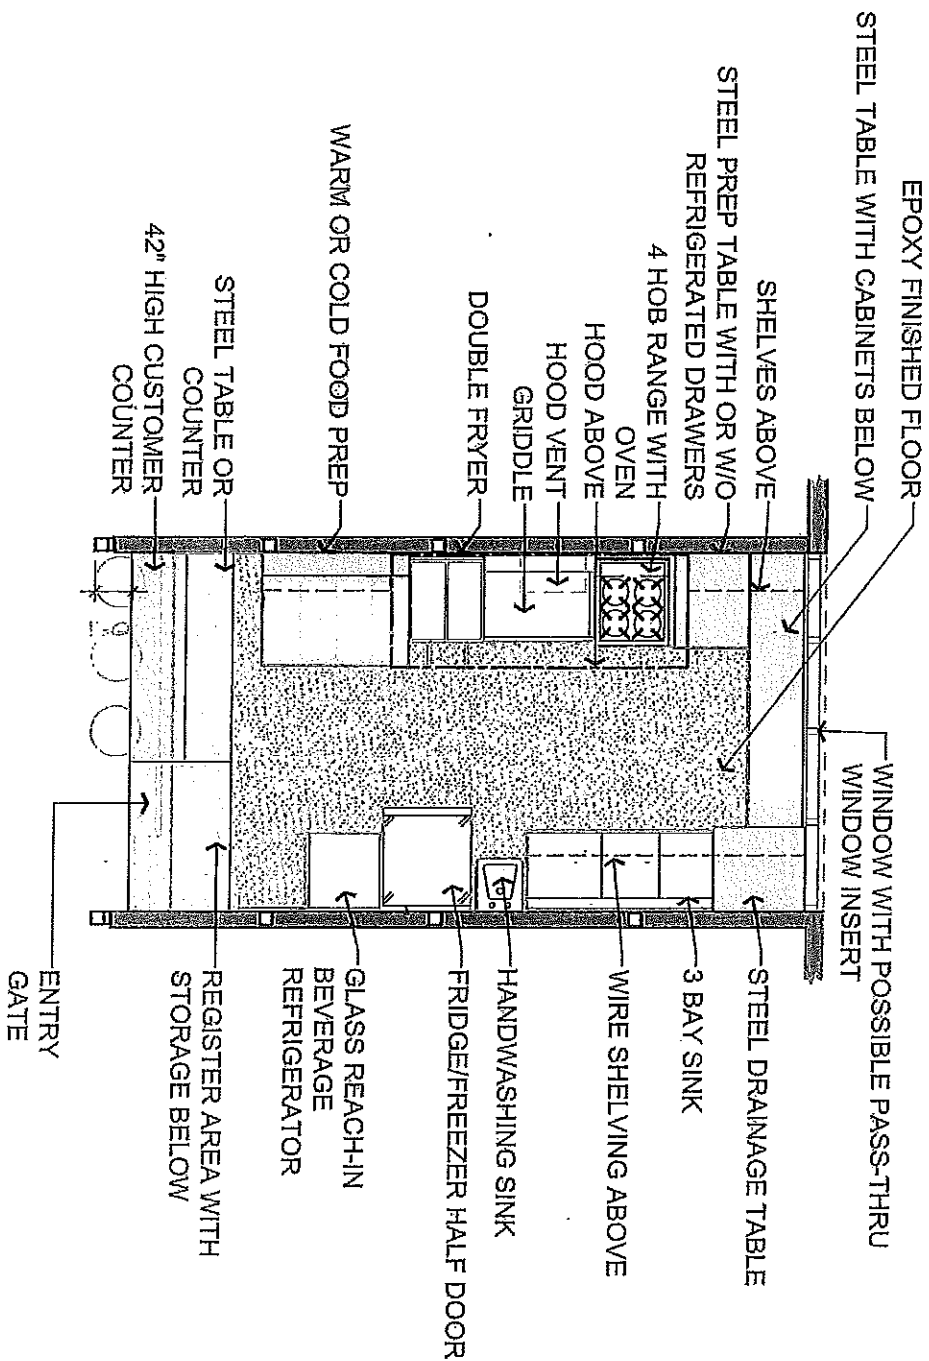 EPOXY FINISHED FLOOR
STEEL TABLE WITH CABINETS BELOW
SHELVES ABOVE
STEEL PREP TABLE WITH OR W/O
REFRIGERATED DRAWERS
4 HOB RANGE WITH
OVEN
HOOD ABOVE
HOOD VENT
GRIDDLE
DOUBLE FRYER
WARM OR COLD FOOD PREP
STEEL TABLE OR
COUNTER
42" HIGH CUSTOMER
COUNTER
WINDOW WITH POSSIBLE PASS-THRU
WINDOW INSERT
STEEL DRAINAGE TABLE
3 BAY SINK
WIRE SHELVING ABOVE
HANDWASHING SINK
FRIDGE/FREEZER HALF DOOR
GLASS REACH-IN
BEVERAGE
REFRIGERATOR
REGISTER AREA WITH
STORAGE BELOW
ENTRY
GATE